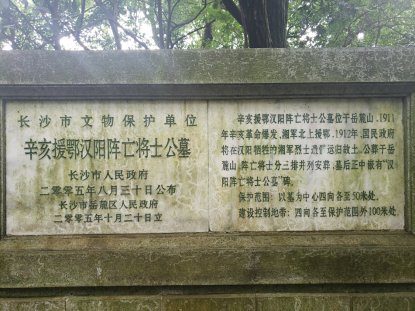 长沙市文物保护单位
辛亥援鄂汉阳阵亡将士公墓
长沙市人民政府
二零零五年八月三十日公布
长沙市岳麓区人民政府
二零零五年十月二十日立
辛亥援鄂汉阳阵亡将士公墓位于岳麓山，1911
年辛亥革命爆发，湘军北上援鄂，1912年，国民政府
将在汉阳牺牲的湘军烈士遗旷远归故土，公葬于岳
麓山，阵亡将士分三排并列安葬，墓后正中嵌有“汉
阳阵亡将士公墓”碑。
保护范围：以墓为中心四向各至50米处。
建设控制地带：四向各至保护范围外100米处。